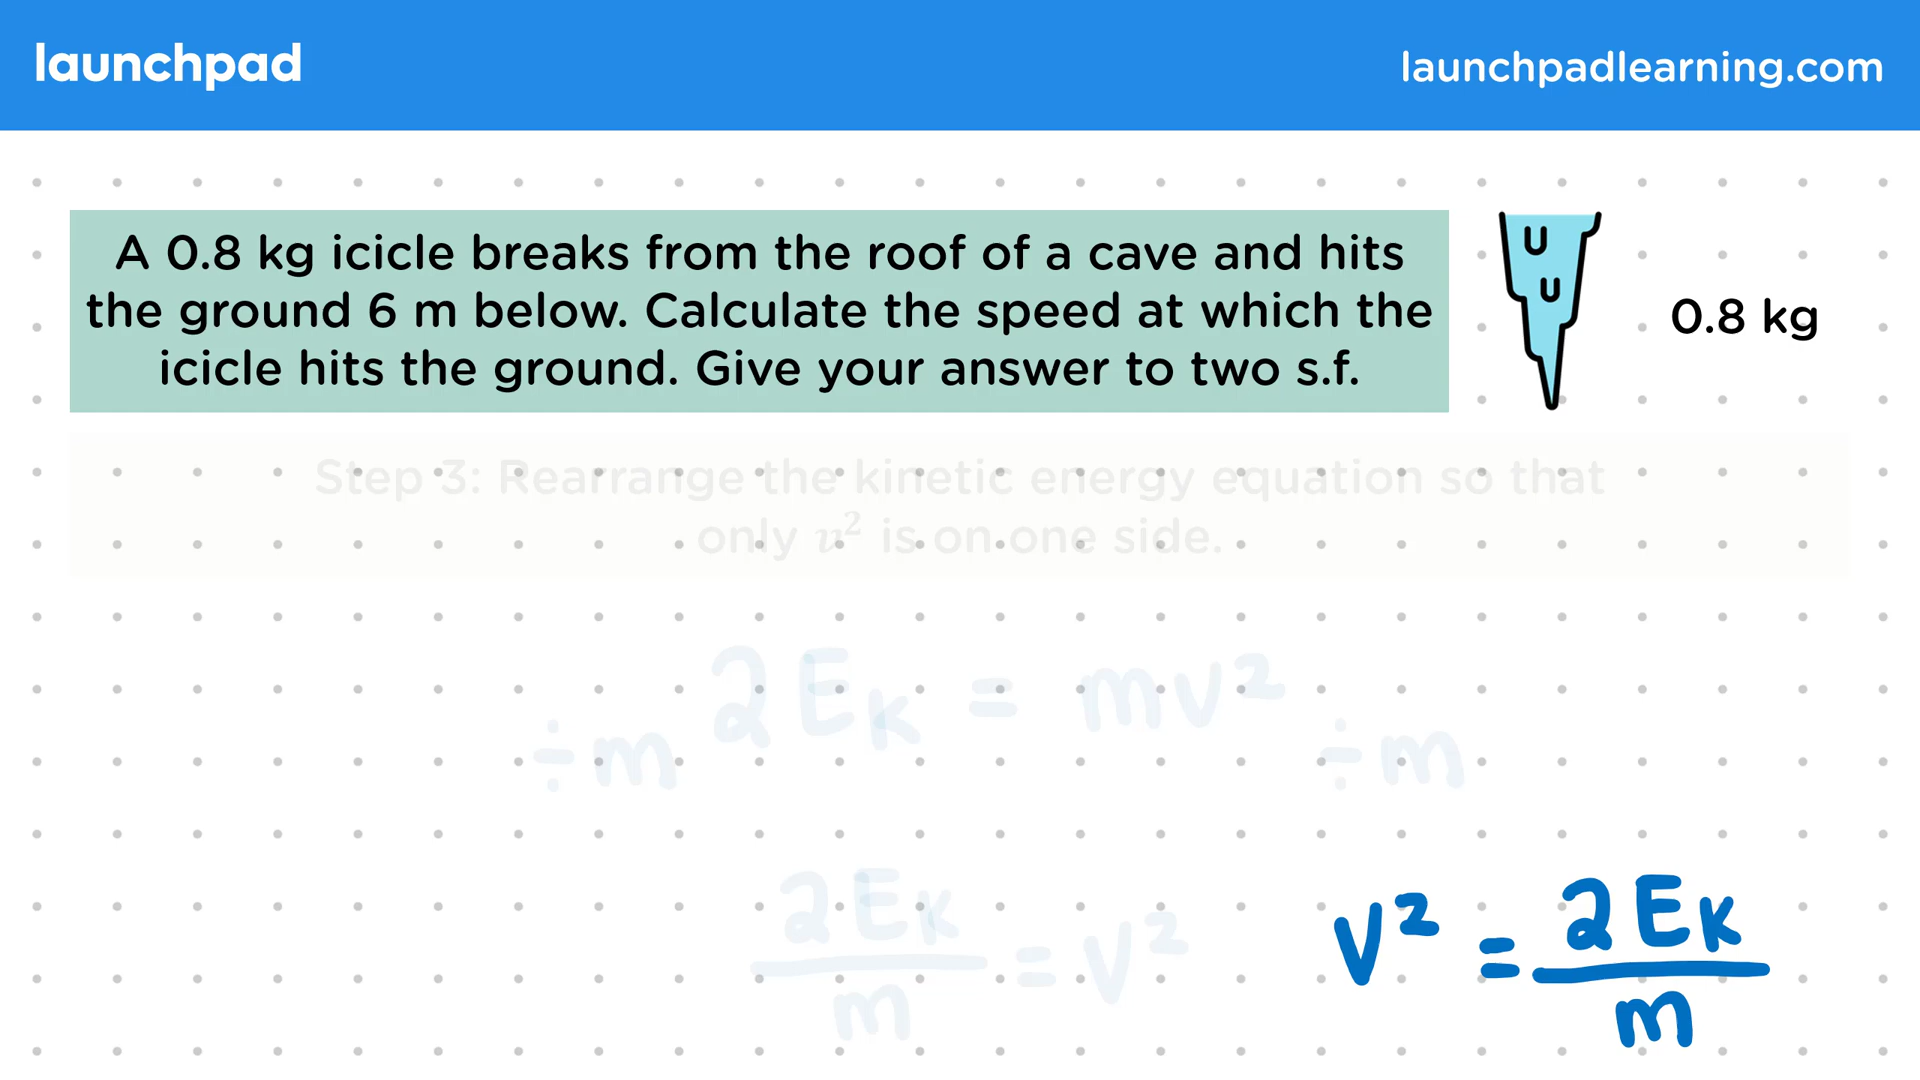 launchpad
launchpadlearning.com
A 0.8 kg icicle breaks from the roof of a cave and hits
the ground 6 m below. Calculate the speed at which the
icicle hits the ground. Give your answer to two s.f.
0.8 kg
Step 3: Rearrange the kinetic energy equation so that
only v² is on one side.
÷m 2Eₖ = mv² ÷m
2Eₖ/m = v²
v² = 2Eₖ/m